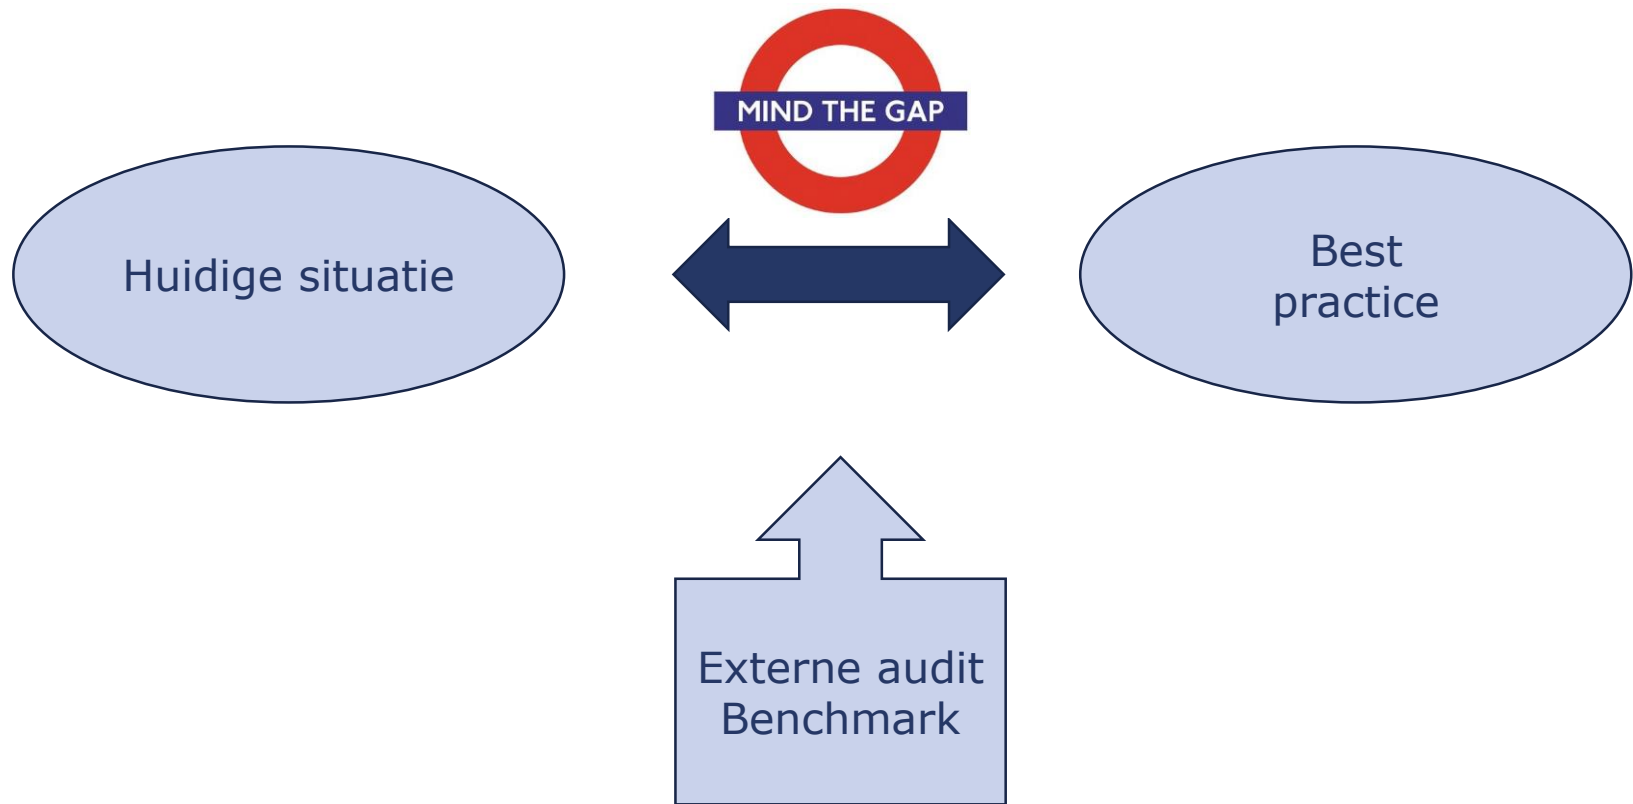 MIND THE GAP
Huidige situatie
Best
practice
Externe audit
Benchmark